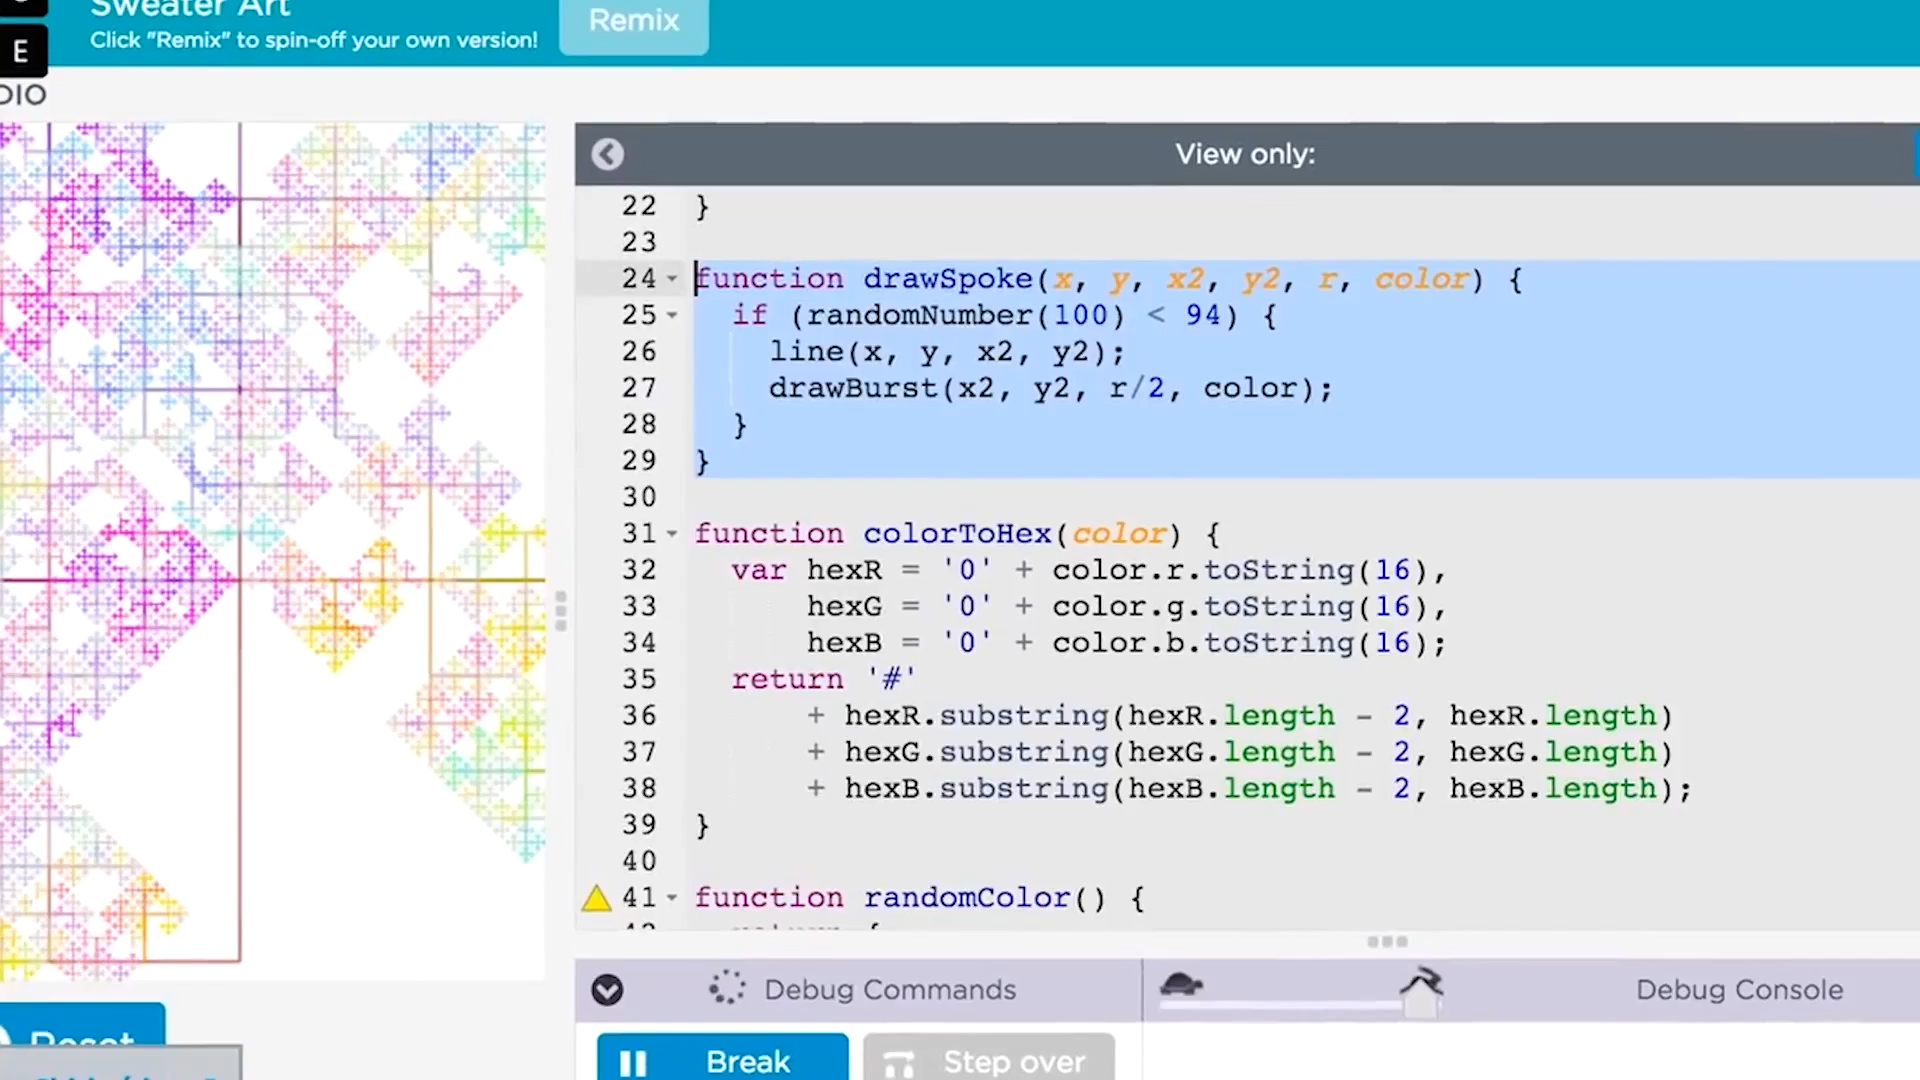 Sweater Art
Click "Remix" to spin-off your own version!
Remix
E
DIO
View only:
22 }
23
24 function drawSpoke(x, y, x2, y2, r, color) {
25 if (randomNumber(100) < 94) {
26 line(x, y, x2, y2);
27 drawBurst(x2, y2, r/2, color);
28 }
29 }
30
31 function colorToHex(color) {
32 var hexR = '0' + color.r.toString(16),
33 hexG = '0' + color.g.toString(16),
34 hexB = '0' + color.b.toString(16);
35 return '#'
36 + hexR.substring(hexR.length - 2, hexR.length)
37 + hexG.substring(hexG.length - 2, hexG.length)
38 + hexB.substring(hexB.length - 2, hexB.length);
39 }
40
41 function randomColor() {
Debug Commands
Debug Console
Reset
Break
Step over